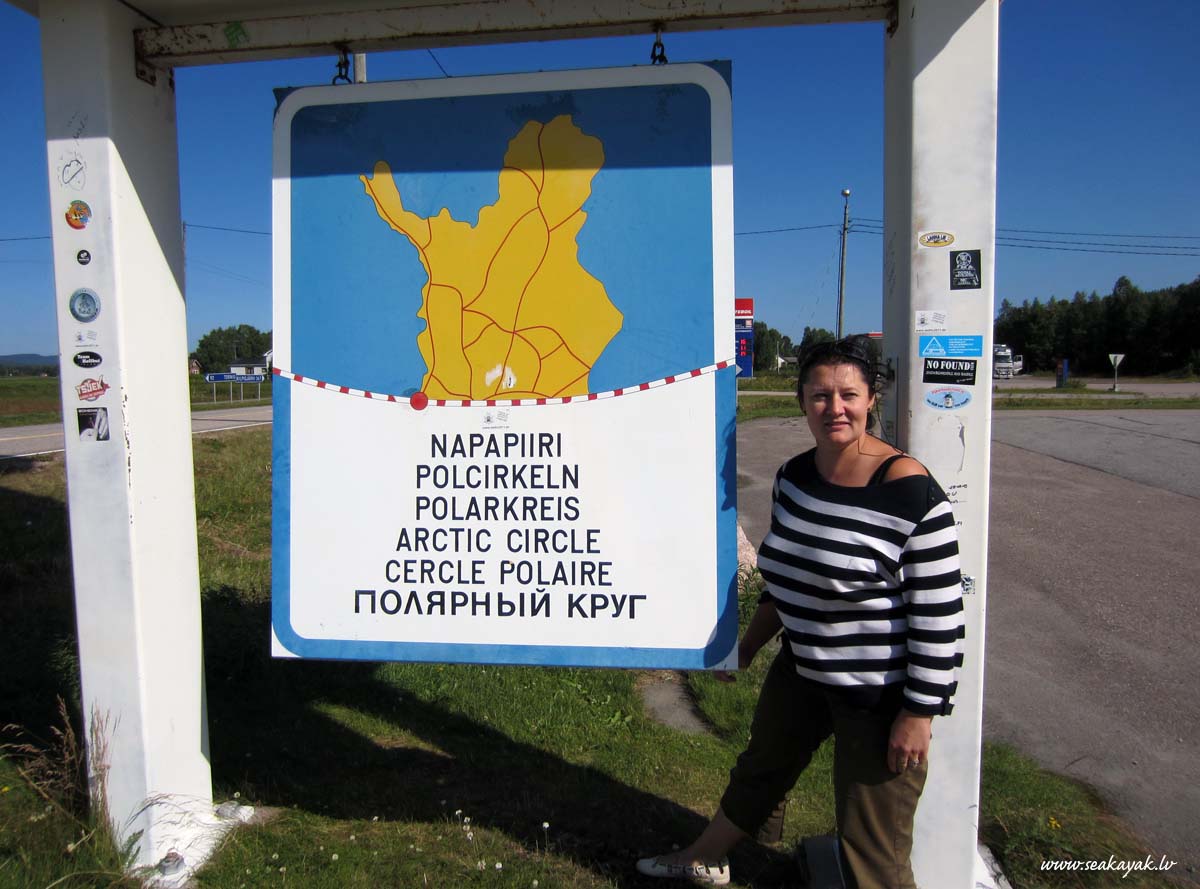 NAPAPIIRI
POLCIRKELN
POLARKREIS
ARCTIC CIRCLE
CERCLE POLAIRE
ПОЛЯРНЫЙ КРУГ
NO FOUND
www.seakayak.lv